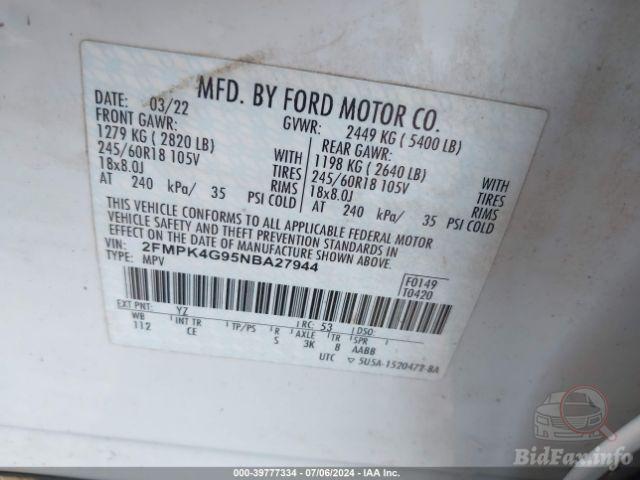 MFD. BY FORD MOTOR CO.
DATE: 03/22 GVWR: 2449 KG ( 5400 LB)
FRONT GAWR: REAR GAWR:
1279 KG ( 2820 LB) WITH 1198 KG ( 2640 LB) WITH
245/60R18 105V TIRES 245/60R18 105V TIRES
18x8.0J RIMS 18x8.0J RIMS
AT 240 kPa/ 35 PSI COLD AT 240 kPa/ 35 PSI COLD
THIS VEHICLE CONFORMS TO ALL APPLICABLE FEDERAL MOTOR
VEHICLE SAFETY AND THEFT PREVENTION STANDARDS IN
EFFECT ON THE DATE OF MANUFACTURE SHOWN ABOVE.
VIN: 2FMPK4G95NBA27944
TYPE: MPV
F0149
T0420
EXT PNT: YZ RC: 53 DSO:
WB INT TR TP/PS R AXLE TR SPR
112 CE S 3K 8 AABB
UTC 5U5A-1520472-BA
BidFax.info
000-39777334 | 07/06/2024 - IAA Inc.